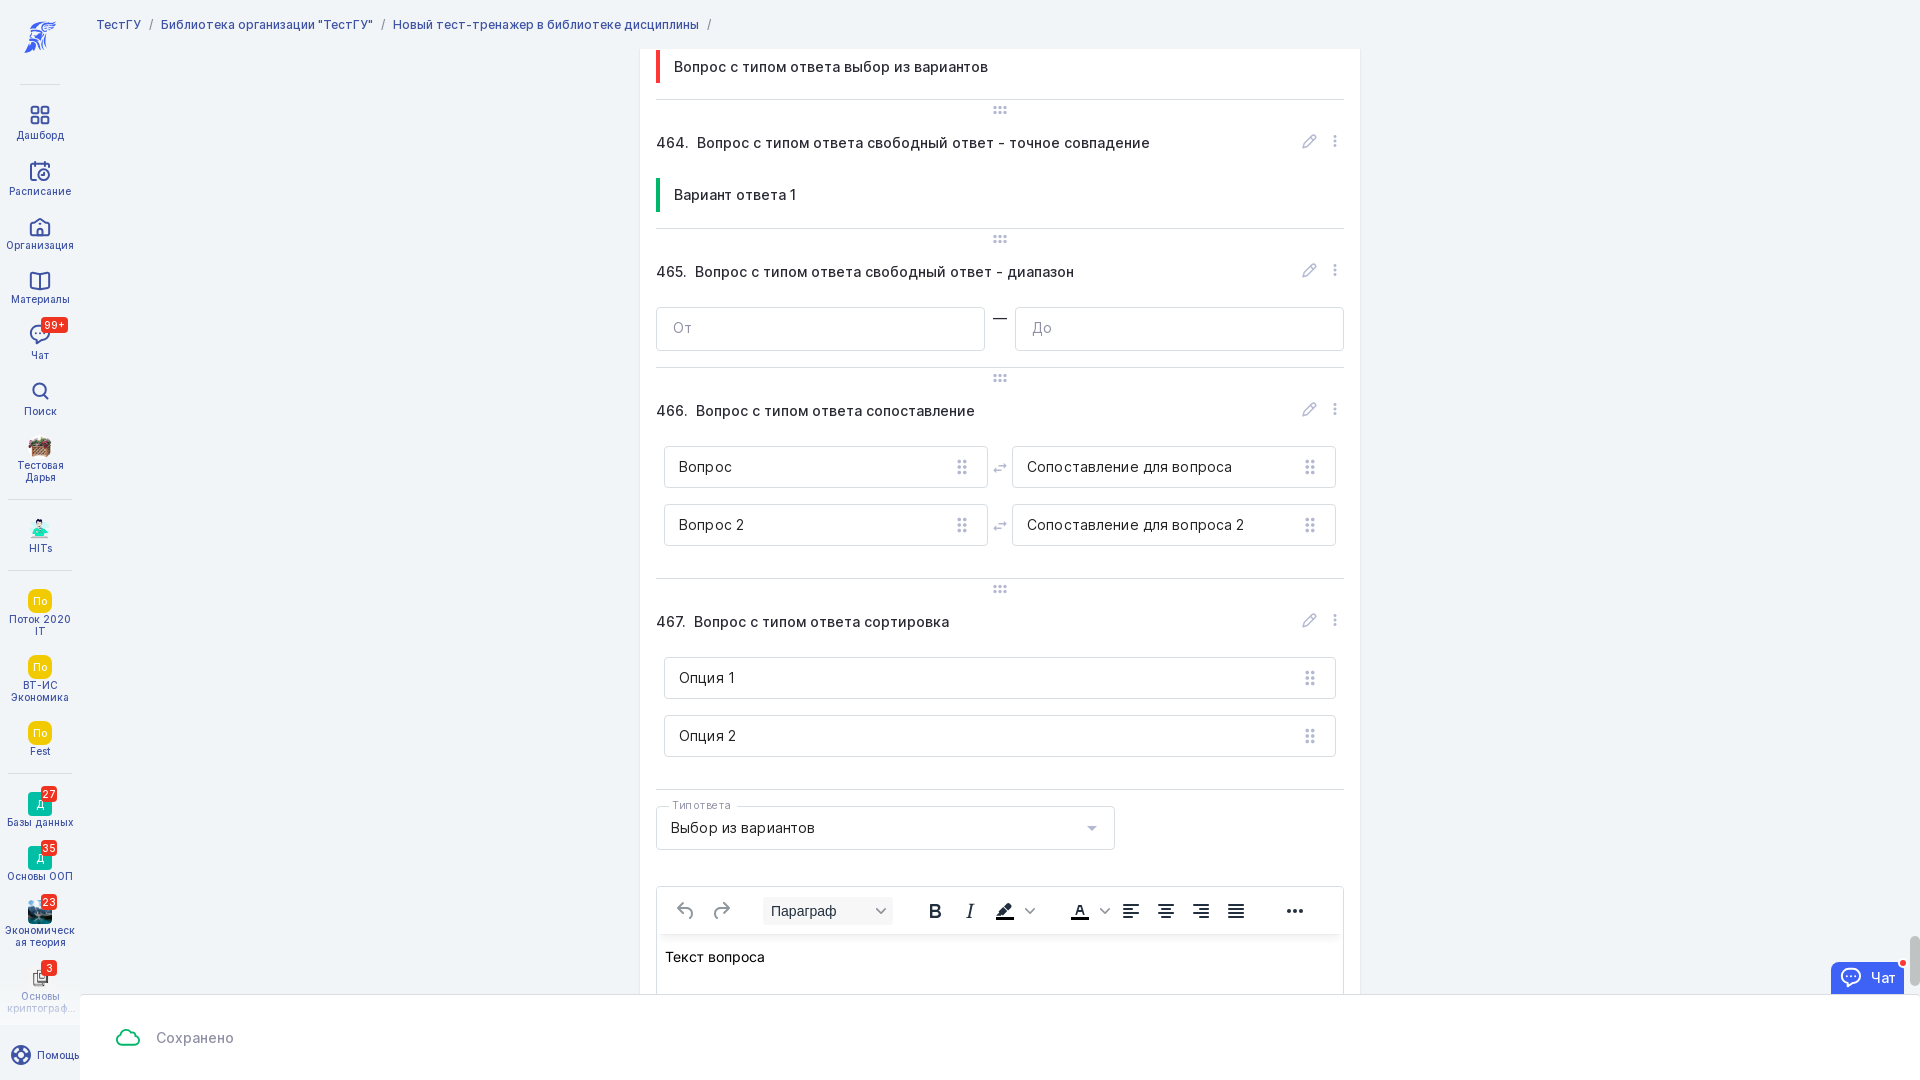 ТестГУ / Библиотека организации "ТестГУ" / Новый тест-тренажер в библиотеке дисциплины /
Дашборд
Расписание
Организация
Материалы
99+
Чат
Поиск
Тестовая
Дарья
HITs
По
Поток 2020
IT
По
ВТ-ИС
Экономика
По
Fest
27
Д
Базы данных
35
Д
Основы ООП
23
Экономическ
ая теория
3
Основы
криптограф...
Помощь
Вопрос с типом ответа выбор из вариантов
464. Вопрос с типом ответа свободный ответ - точное совпадение
Вариант ответа 1
465. Вопрос с типом ответа свободный ответ - диапазон
От — До
466. Вопрос с типом ответа сопоставление
Вопрос Сопоставление для вопроса
Вопрос 2 Сопоставление для вопроса 2
467. Вопрос с типом ответа сортировка
Опция 1
Опция 2
Тип ответа
Выбор из вариантов
Параграф B I A
Текст вопроса
Чат
Сохранено